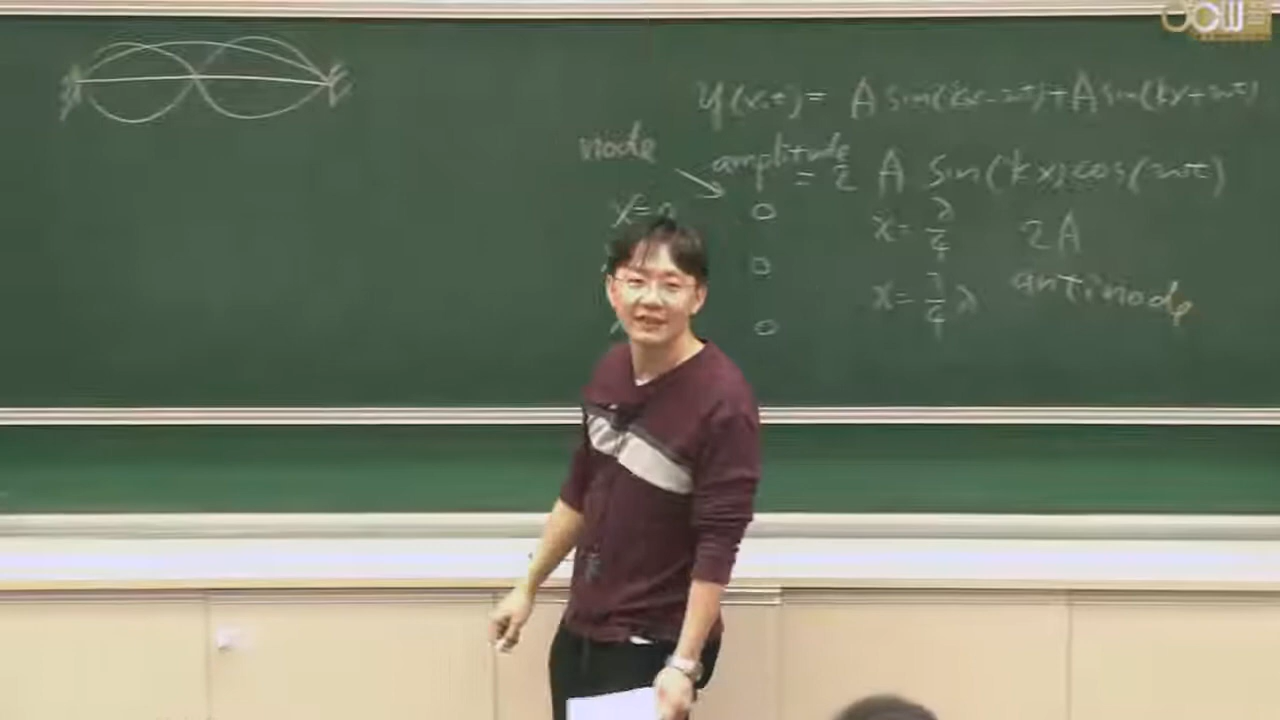 OCW
y(x,t) = A sin(kx-ωt)+A sin(kx+ωt)
node
amplitude
= 2 A sin(kx)cos(ωt)
x=0 0
x= λ/4 2A
0
x= 3/4 λ antinode
0